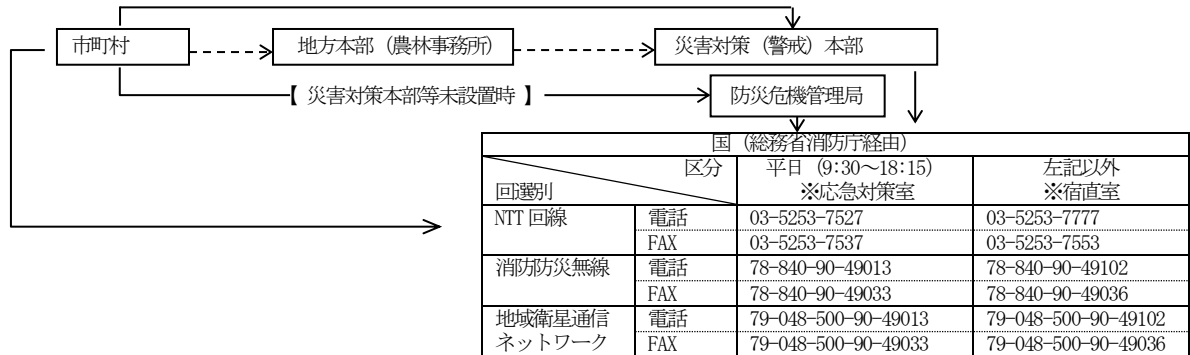 市町村
地方本部（農林事務所）
災害対策（警戒）本部
【 災害対策本部等未設置時 】
防災危機管理局
国（総務省消防庁経由）
区分
回選別
平日（9:30～18:15）
※応急対策室
左記以外
※宿直室
NTT 回線 電話 03-5253-7527 03-5253-7777
FAX 03-5253-7537 03-5253-7553
消防防災無線 電話 78-840-90-49013 78-840-90-49102
FAX 78-840-90-49033 78-840-90-49036
地域衛星通信 電話 79-048-500-90-49013 79-048-500-90-49102
ネットワーク FAX 79-048-500-90-49033 79-048-500-90-49036